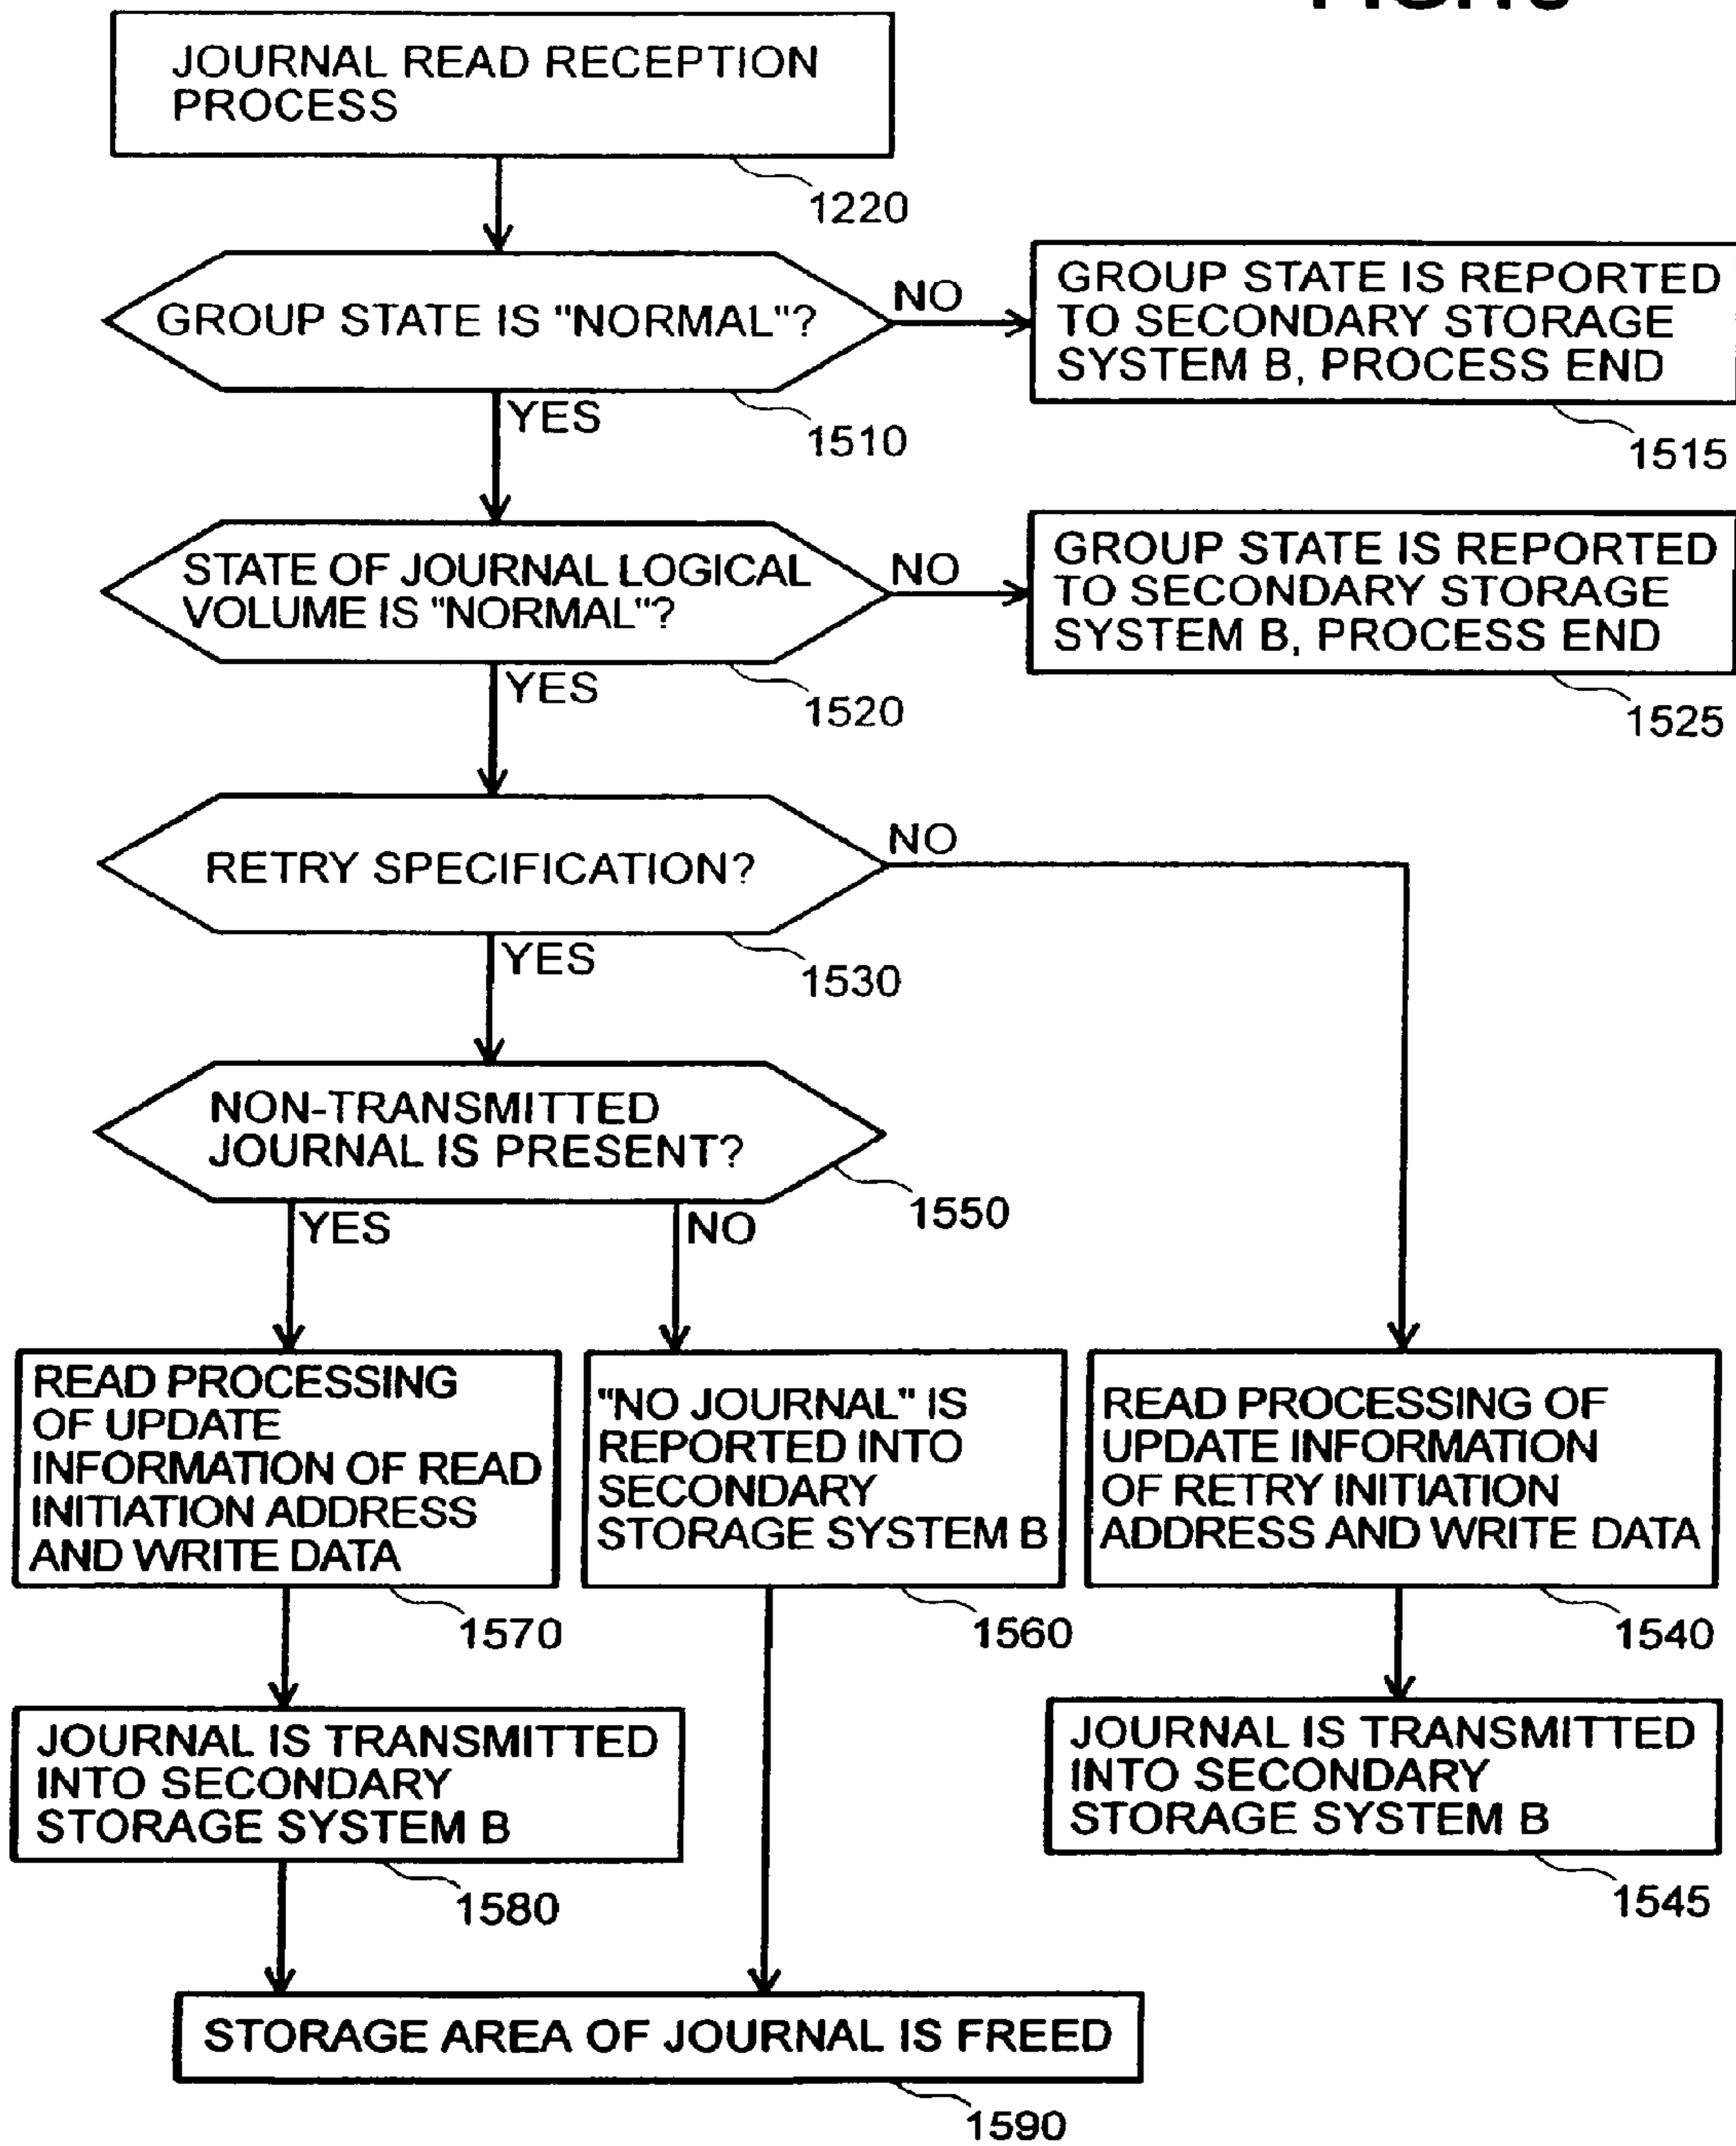 JOURNAL READ RECEPTION
PROCESS
1220
GROUP STATE IS "NORMAL"?
NO
GROUP STATE IS REPORTED
TO SECONDARY STORAGE
SYSTEM B, PROCESS END
YES
1510
1515
STATE OF JOURNAL LOGICAL
VOLUME IS "NORMAL"?
NO
GROUP STATE IS REPORTED
TO SECONDARY STORAGE
SYSTEM B, PROCESS END
YES
1520
1525
RETRY SPECIFICATION?
NO
YES
1530
NON-TRANSMITTED
JOURNAL IS PRESENT?
1550
YES
NO
READ PROCESSING
OF UPDATE
INFORMATION OF READ
INITIATION ADDRESS
AND WRITE DATA
1570
"NO JOURNAL" IS
REPORTED INTO
SECONDARY
STORAGE SYSTEM B
1560
READ PROCESSING OF
UPDATE INFORMATION
OF RETRY INITIATION
ADDRESS AND WRITE DATA
1540
JOURNAL IS TRANSMITTED
INTO SECONDARY
STORAGE SYSTEM B
1580
JOURNAL IS TRANSMITTED
INTO SECONDARY
STORAGE SYSTEM B
1545
STORAGE AREA OF JOURNAL IS FREED
1590